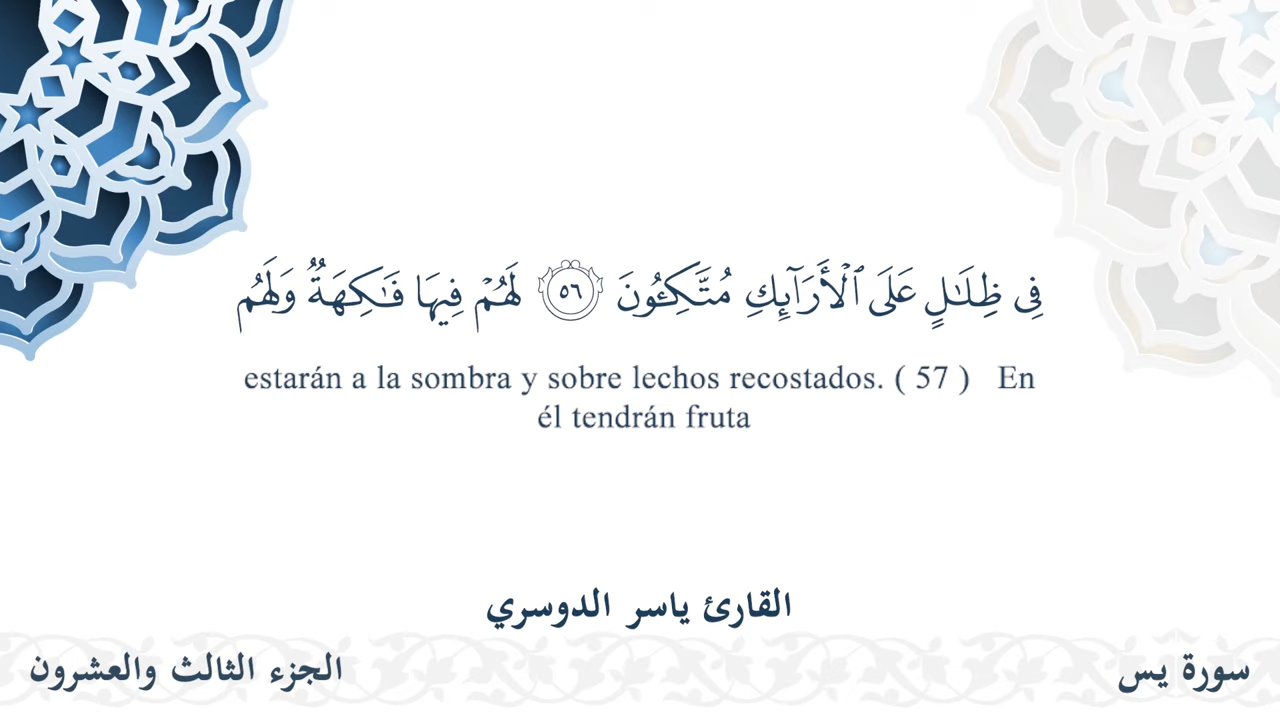 فِى ظِلَـٰلٍ عَلَى ٱلْأَرَآئِكِ مُتَّكِـُٔونَ ۝٥٦ لَهُمْ فِيهَا فَـٰكِهَةٌ وَلَهُم
estarán a la sombra y sobre lechos recostados. ( 57 ) En
él tendrán fruta
القارئ ياسر الدوسري
سورة يس
الجزء الثالث والعشرون